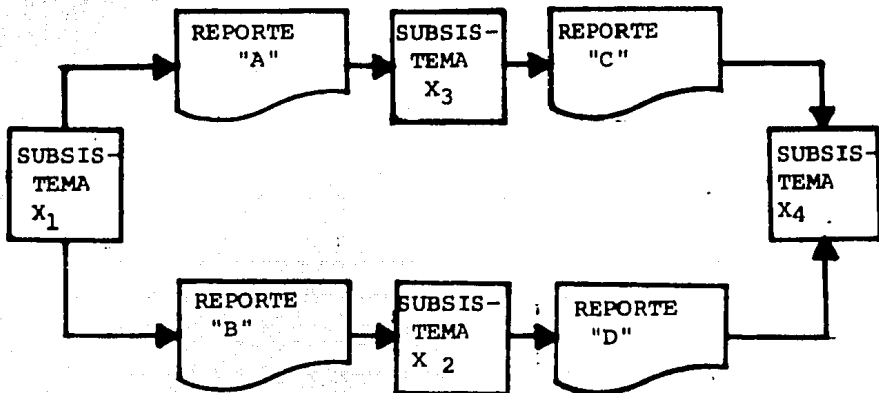 REPORTE
"A"
SUBSIS-
TEMA
X3
REPORTE
"C"
SUBSIS-
TEMA
X1
SUBSIS-
TEMA
X4
REPORTE
"B"
SUBSIS-
TEMA
X 2
REPORTE
"D"